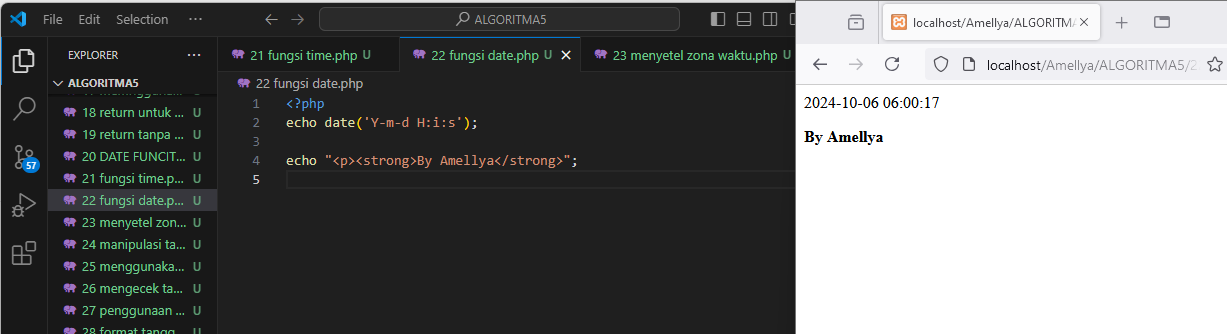 File Edit Selection ···
ALGORITMA5
EXPLORER ···
ALGORITMA5
18 return untuk ... U
19 return tanpa ... U
20 DATE FUNCIT... U
21 fungsi time.p... U
22 fungsi date.p... U
23 menyetel zon... U
24 manipulasi ta... U
25 menggunaka... U
26 mengecek ta... U
27 penggunaan ... U
28 format tangg... U
57
21 fungsi time.php U
22 fungsi date.php U
23 menyetel zona waktu.php U
22 fungsi date.php
1 <?php
2 echo date('Y-m-d H:i:s');
3
4 echo "<p><strong>By Amellya</strong>";
5
localhost/Amellya/ALGORITMA
localhost/Amellya/ALGORITMA5/2
2024-10-06 06:00:17
By Amellya